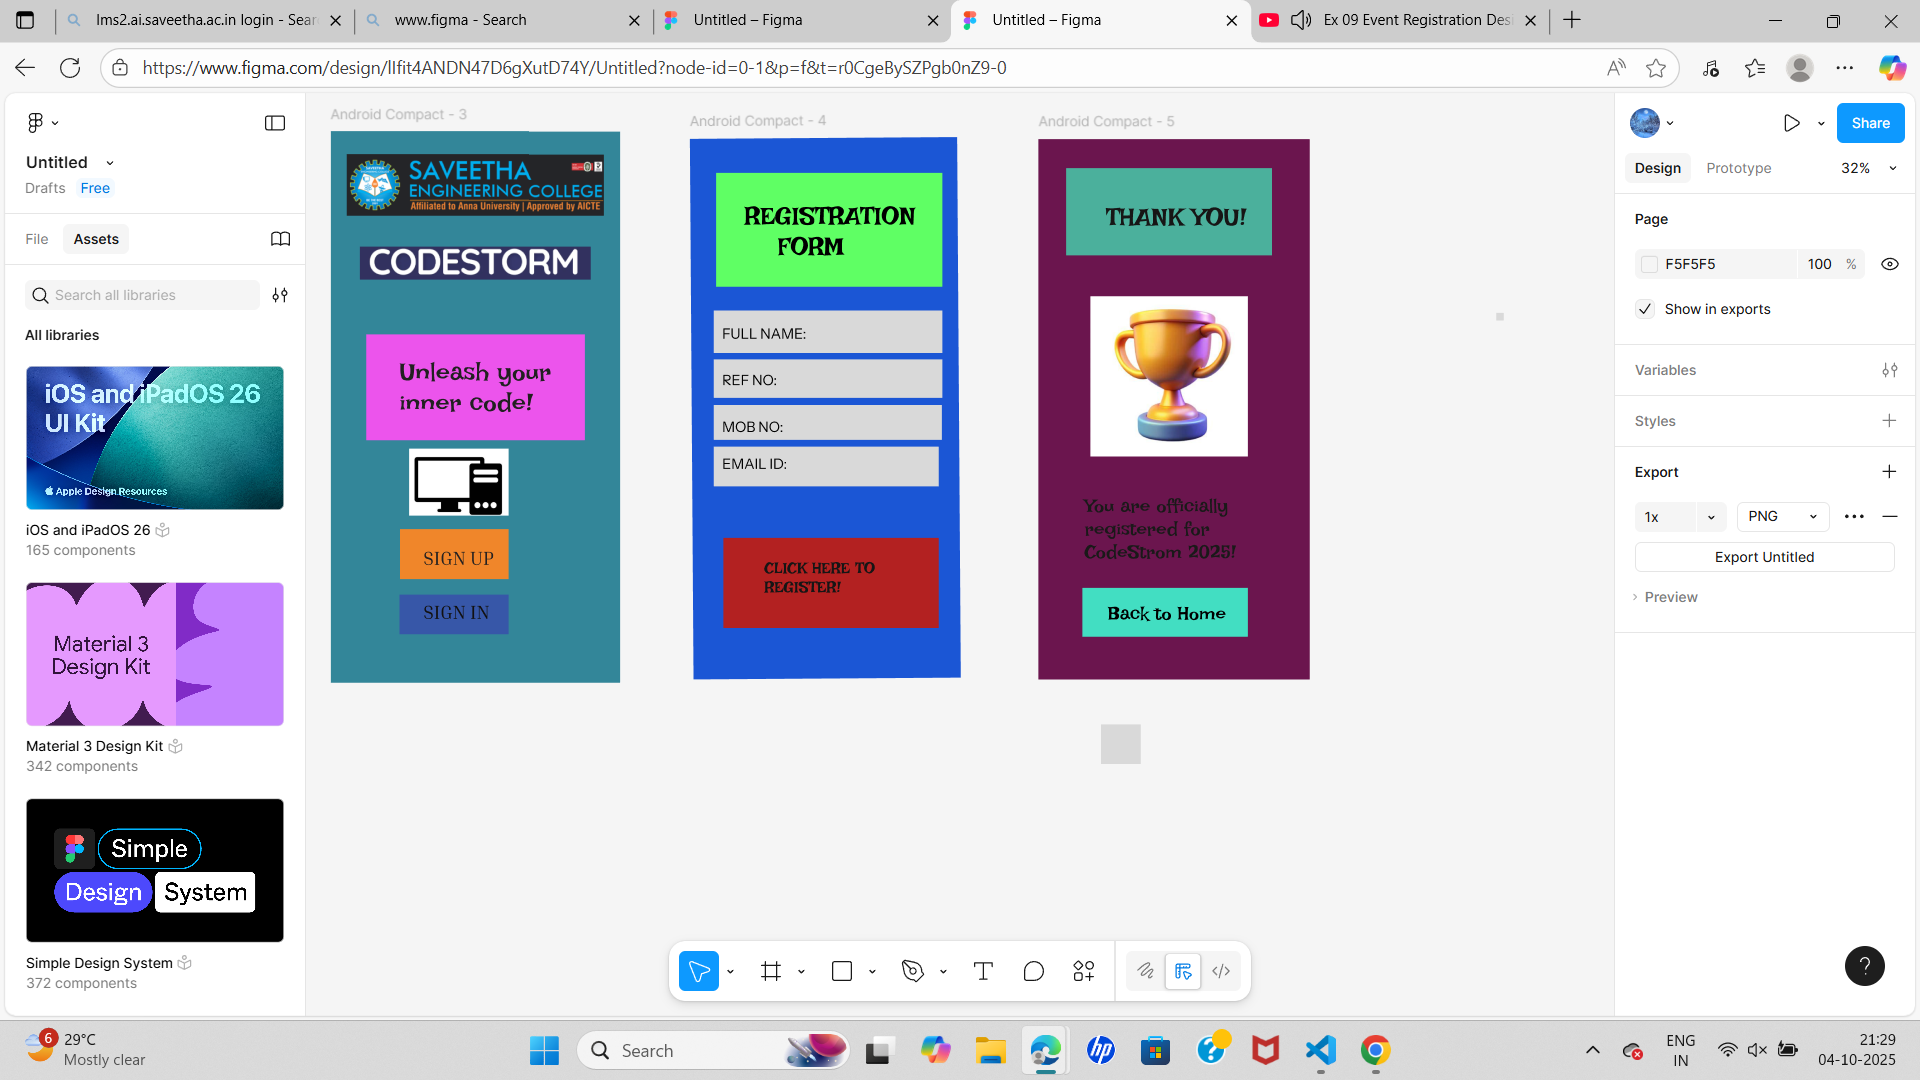 lms2.ai.saveetha.ac.in login - Sear
www.figma - Search
Untitled – Figma
Untitled – Figma
Ex 09 Event Registration Desi
https://www.figma.com/design/lIfit4ANDN47D6gXutD74Y/Untitled?node-id=0-1&p=f&t=r0CgeBySZPgb0nZ9-0
Untitled
Drafts Free
File Assets
Search all libraries
All libraries
iOS and iPadOS 26
UI Kit
Apple Design Resources
iOS and iPadOS 26
165 components
Material 3
Design Kit
Material 3 Design Kit
342 components
Simple
Design System
Simple Design System
372 components
Android Compact - 3
SAVEETHA
ENGINEERING COLLEGE
Affiliated to Anna University | Approved by AICTE
CODESTORM
Unleash your
inner code!
SIGN UP
SIGN IN
Android Compact - 4
REGISTRATION
FORM
FULL NAME:
REF NO:
MOB NO:
EMAIL ID:
CLICK HERE TO
REGISTER!
Android Compact - 5
THANK YOU!
You are officially
registered for
CodeStrom 2025!
Back to Home
Share
Design Prototype 32%
Page
F5F5F5 100 %
Show in exports
Variables
Styles
Export
1x PNG
Export Untitled
Preview
?
6
29°C
Mostly clear
Search
ENG
IN
21:29
04-10-2025